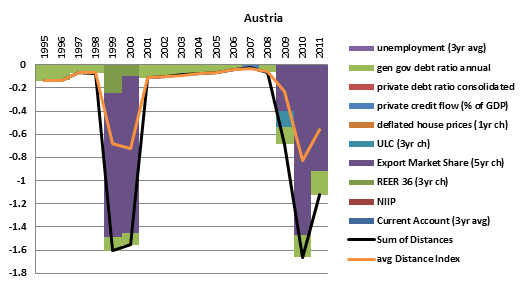 Austria
1995 1996 1997 1998 1999 2000 2001 2002 2003 2004 2005 2006 2007 2008 2009 2010 2011
0
-0.2
-0.4
-0.6
-0.8
-1
-1.2
-1.4
-1.6
-1.8
unemployment (3yr avg)
gen gov debt ratio annual
private debt ratio consolidated
private credit flow (% of GDP)
deflated house prices (1yr ch)
ULC (3yr ch)
Export Market Share (5yr ch)
REER 36 (3yr ch)
NIIP
Current Account (3yr avg)
Sum of Distances
avg Distance Index